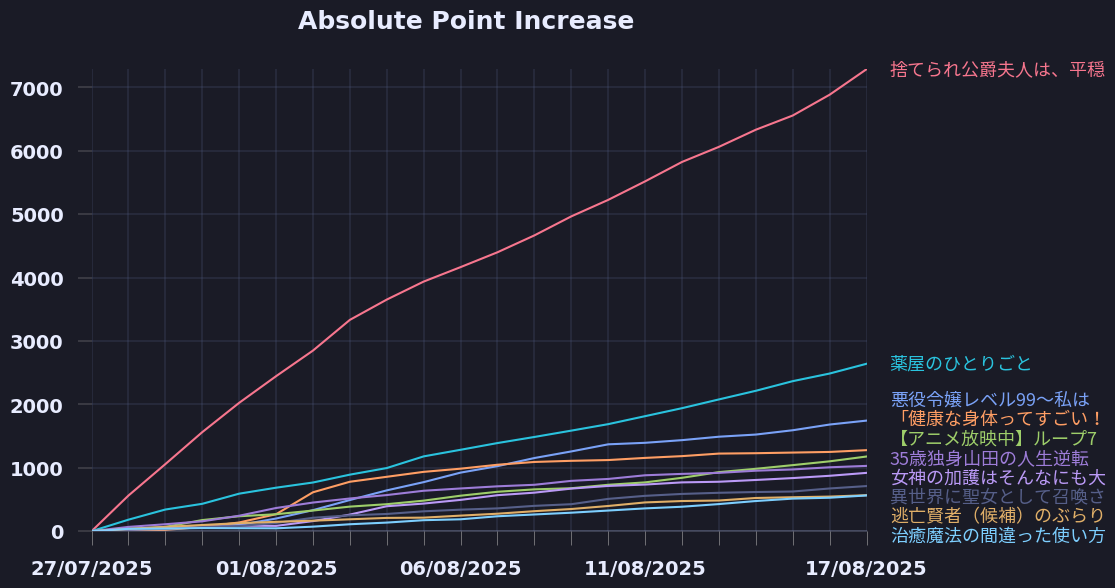 Absolute Point Increase
7000
6000
5000
4000
3000
2000
1000
0
27/07/2025
01/08/2025
06/08/2025
11/08/2025
17/08/2025
捨てられ公爵夫人は、平穏
薬屋のひとりごと
悪役令嬢レベル99~私は
「健康な身体ってすごい!
【アニメ放映中】ループ7
35歳独身山田の人生逆転
女神の加護はそんなにも大
異世界に聖女として召喚さ
逃亡賢者(候補)のぶらり
治癒魔法の間違った使い方